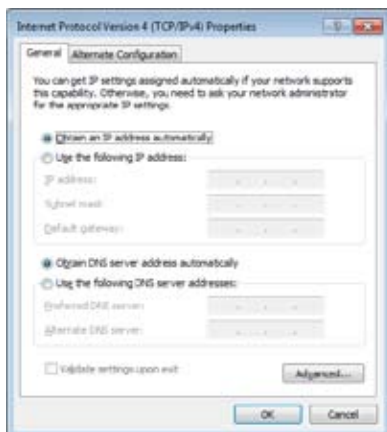 Internet Protocol Version 4 (TCP/IPv4) Properties
General
Alternate Configuration
You can get IP settings assigned automatically if your network supports
this capability. Otherwise, you need to ask your network administrator
for the appropriate IP settings.
Obtain an IP address automatically
Use the following IP address:
IP address:
Subnet mask:
Default gateway:
Obtain DNS server address automatically
Use the following DNS server addresses:
Preferred DNS server:
Alternate DNS server:
Validate settings upon exit
Advanced...
OK
Cancel